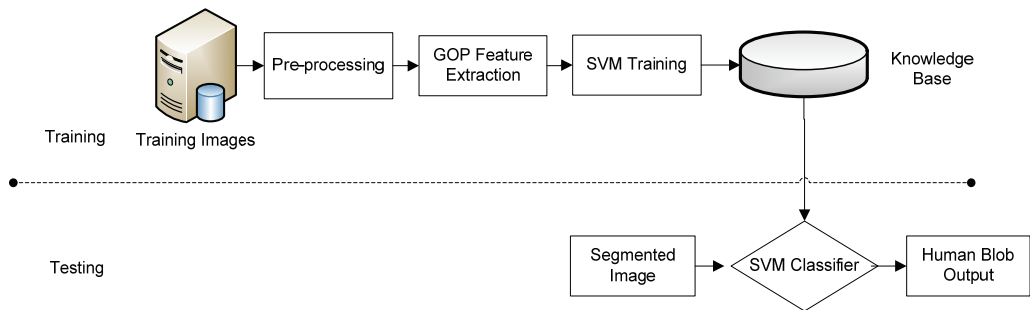 Pre-processing
GOP Feature
Extraction
SVM Training
Knowledge
Base
Training
Training Images
Testing
Segmented
Image
SVM Classifier
Human Blob
Output